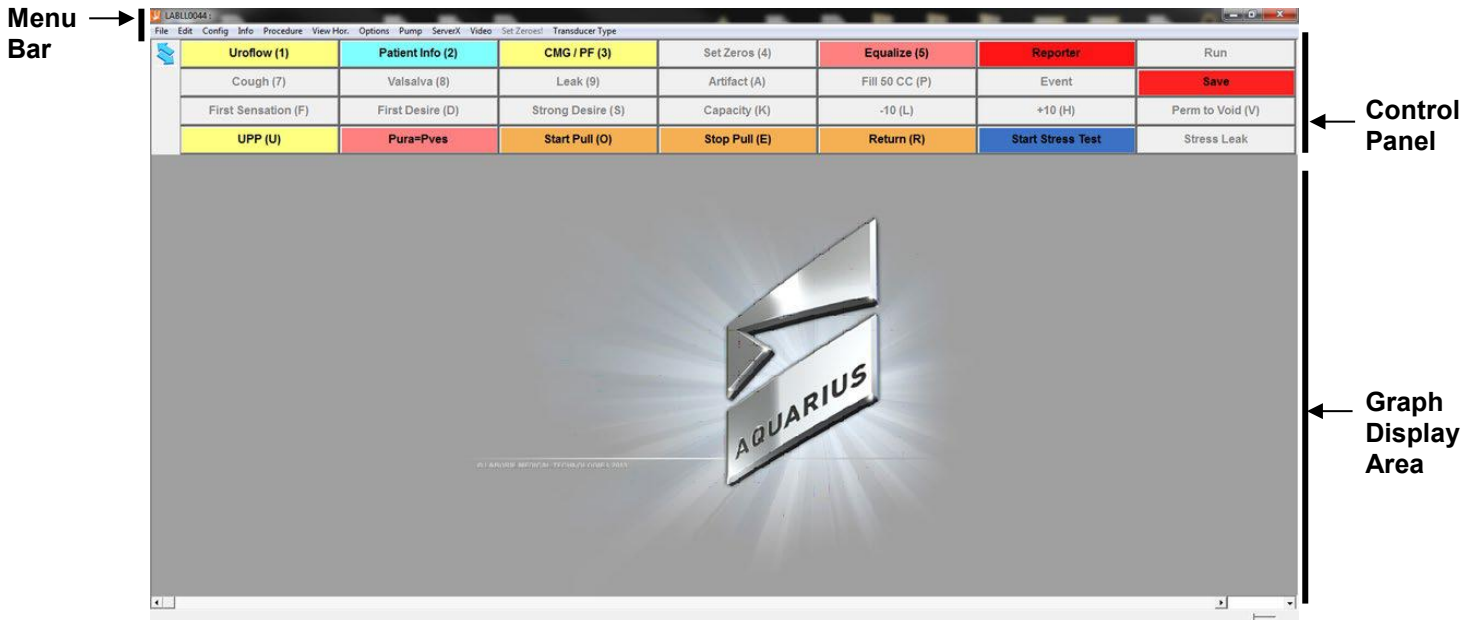 Menu
Bar
LABLL0044 :
File Edit Config Info Procedure View Hor. Options Pump ServerX Video Set Zeroes! Transducer Type
Uroflow (1) Patient Info (2) CMG / PF (3) Set Zeros (4) Equalize (5) Reporter Run
Cough (7) Valsalva (8) Leak (9) Artifact (A) Fill 50 CC (P) Event Save
First Sensation (F) First Desire (D) Strong Desire (S) Capacity (K) -10 (L) +10 (H) Perm to Void (V)
UPP (U) Pura=Pves Start Pull (O) Stop Pull (E) Return (R) Start Stress Test Stress Leak
Control
Panel
AQUARIUS
Graph
Display
Area